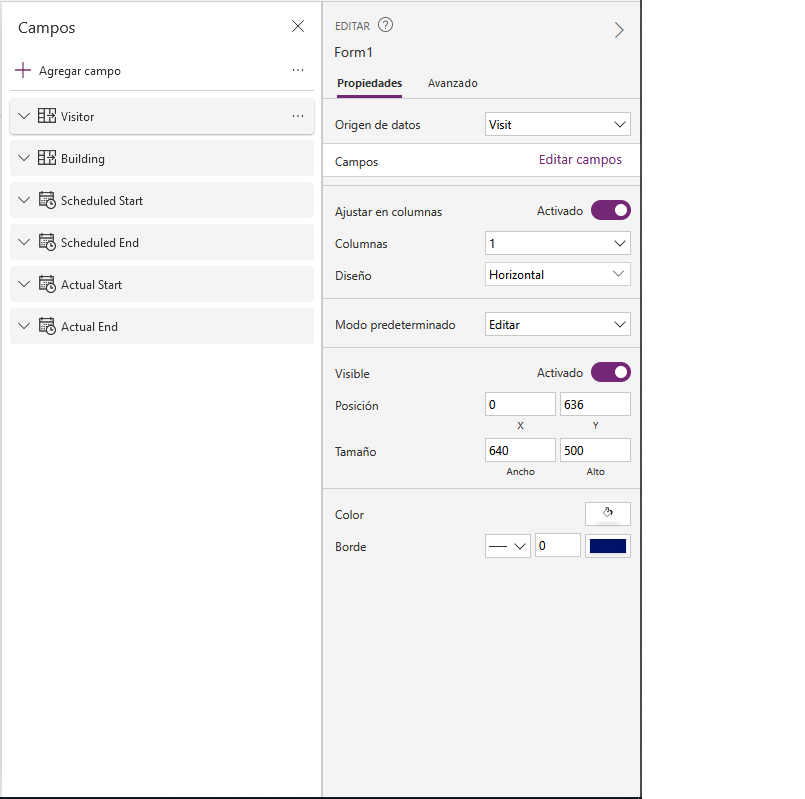 Campos
Agregar campo
Visitor
Building
Scheduled Start
Scheduled End
Actual Start
Actual End
EDITAR ?
Form1
Propiedades Avanzado
Origen de datos Visit
Campos Editar campos
Ajustar en columnas Activado
Columnas 1
Diseño Horizontal
Modo predeterminado Editar
Visible Activado
Posición 0 636
X Y
Tamaño 640 500
Ancho Alto
Color
Borde 0